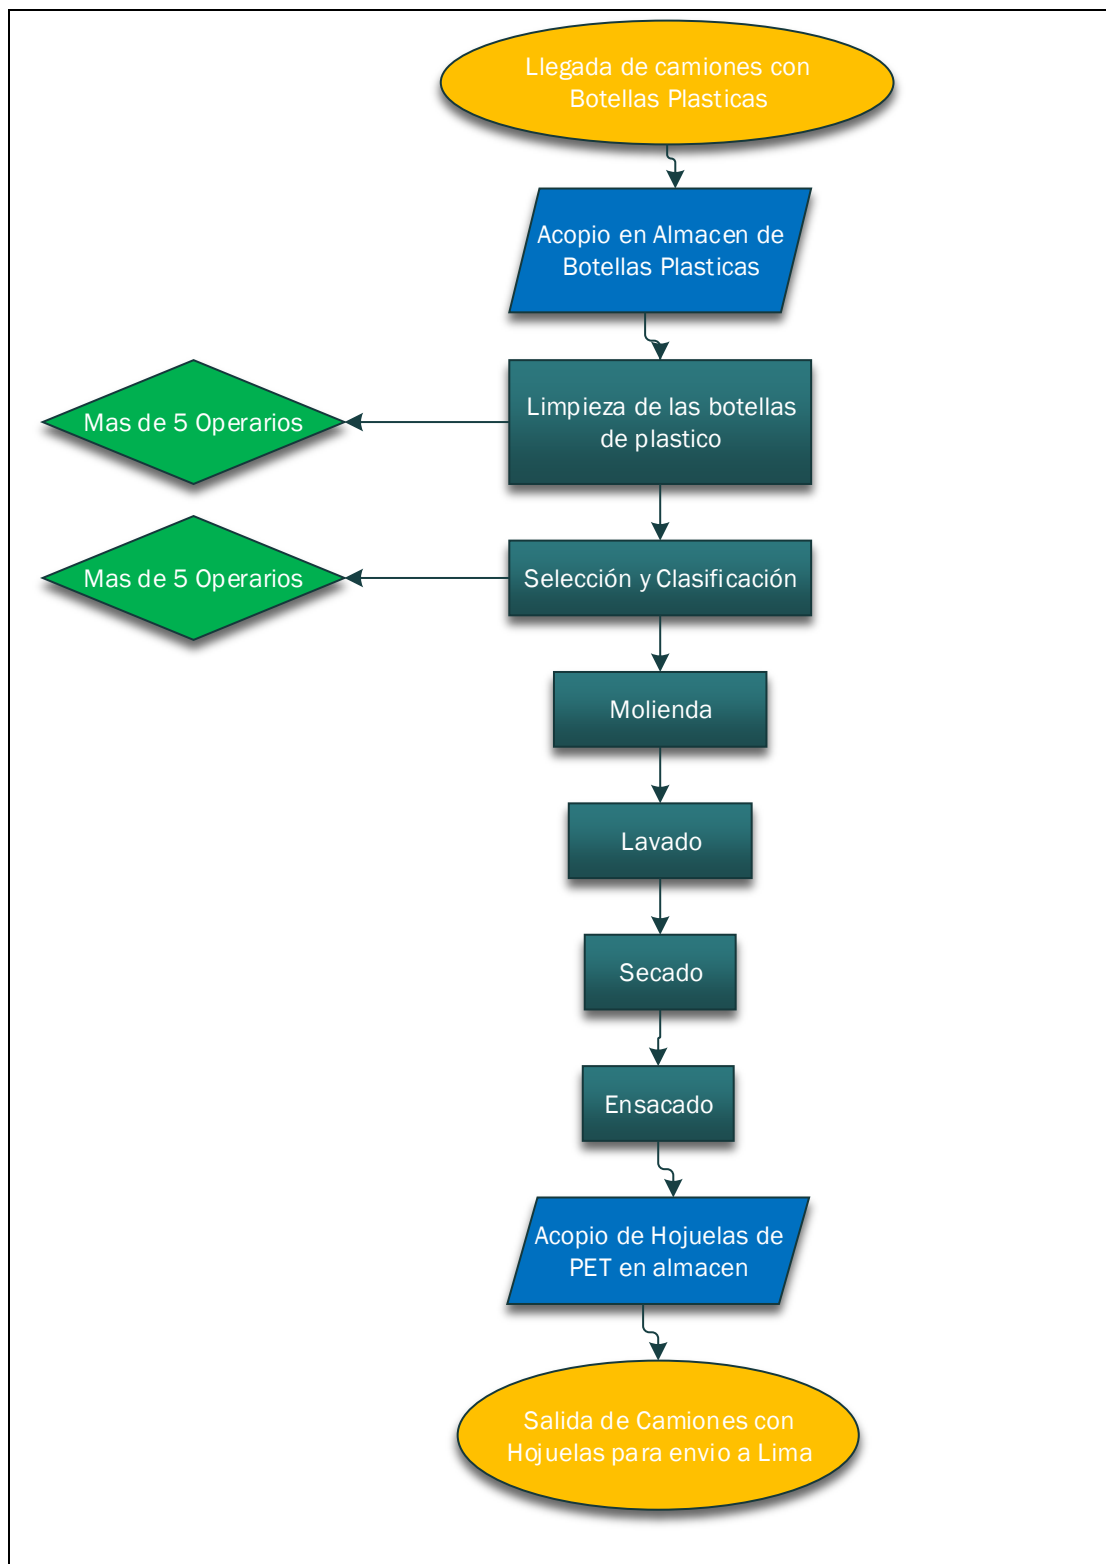 Llegada de camiones con
Botellas Plasticas
Acopio en Almacen de
Botellas Plasticas
Limpieza de las botellas
de plastico
Mas de 5 Operarios
Selección y Clasificación
Mas de 5 Operarios
Molienda
Lavado
Secado
Ensacado
Acopio de Hojuelas de
PET en almacen
Salida de Camiones con
Hojuelas para envio a Lima